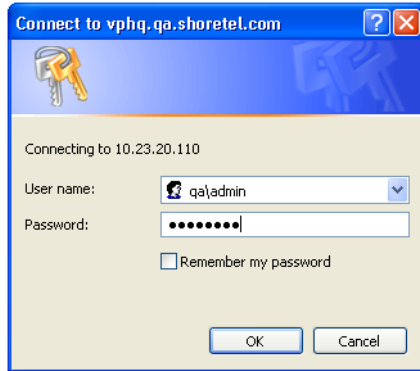 Connect to vphq.qa.shoretel.com
Connecting to 10.23.20.110
User name: qa\admin
Password: ••••••••
Remember my password
OK Cancel